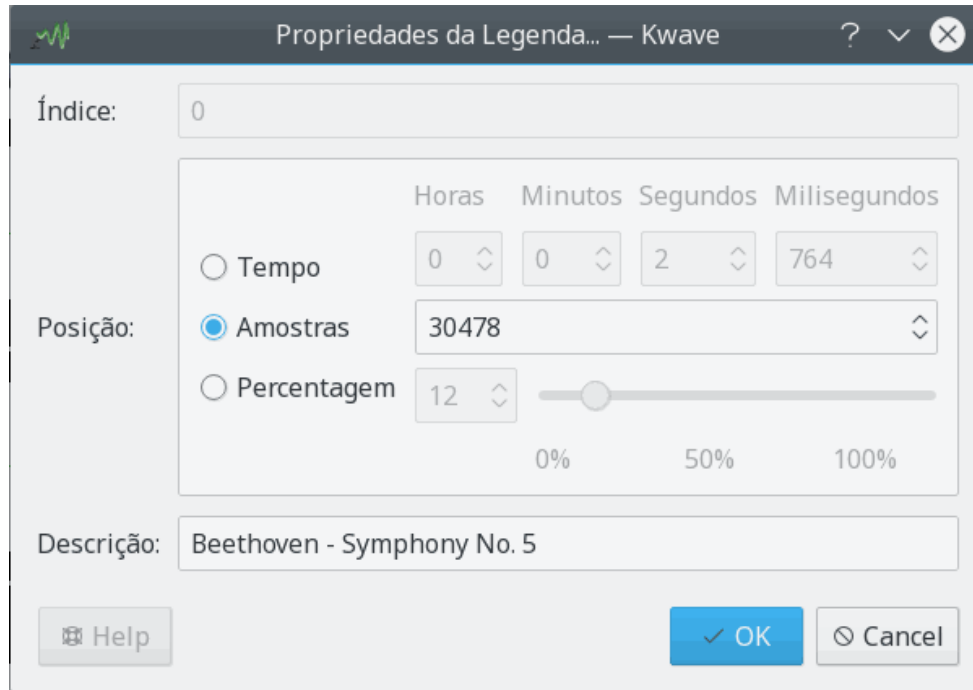 Propriedades da Legenda... — Kwave
Índice: 0
Horas Minutos Segundos Milisegundos
Tempo 0 0 2 764
Posição: Amostras 30478
Percentagem 12
0% 50% 100%
Descrição: Beethoven - Symphony No. 5
Help OK Cancel